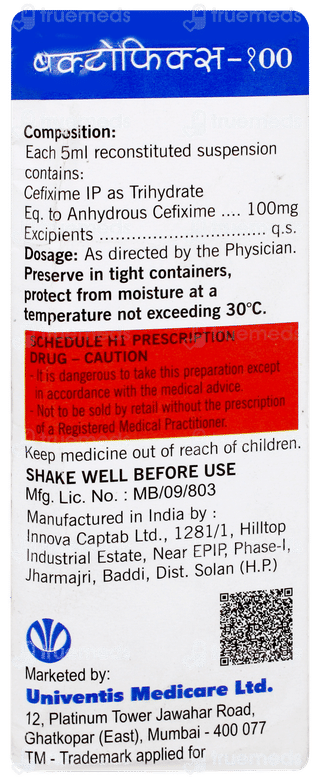 truemeds
बक्टोफिक्स-१००
Composition:
Each 5ml reconstituted suspension
contains:
Cefixime IP as Trihydrate
Eq. to Anhydrous Cefixime .... 100mg
Excipients ................................ q.s.
Dosage: As directed by the Physician.
Preserve in tight containers,
protect from moisture at a
temperature not exceeding 30°C.
SCHEDULE H1 PRESCRIPTION
DRUG – CAUTION
- It is dangerous to take this preparation except
in accordance with the medical advice.
- Not to be sold by retail without the prescription
of a Registered Medical Practitioner.
Keep medicine out of reach of children.
SHAKE WELL BEFORE USE
Mfg. Lic. No. : MB/09/803
Manufactured in India by :
Innova Captab Ltd., 1281/1, Hilltop
Industrial Estate, Near EPIP, Phase-I,
Jharmajri, Baddi, Dist. Solan (H.P.)
Marketed by:
Univentis Medicare Ltd.
12, Platinum Tower Jawahar Road,
Ghatkopar (East), Mumbai - 400 077
TM - Trademark applied for